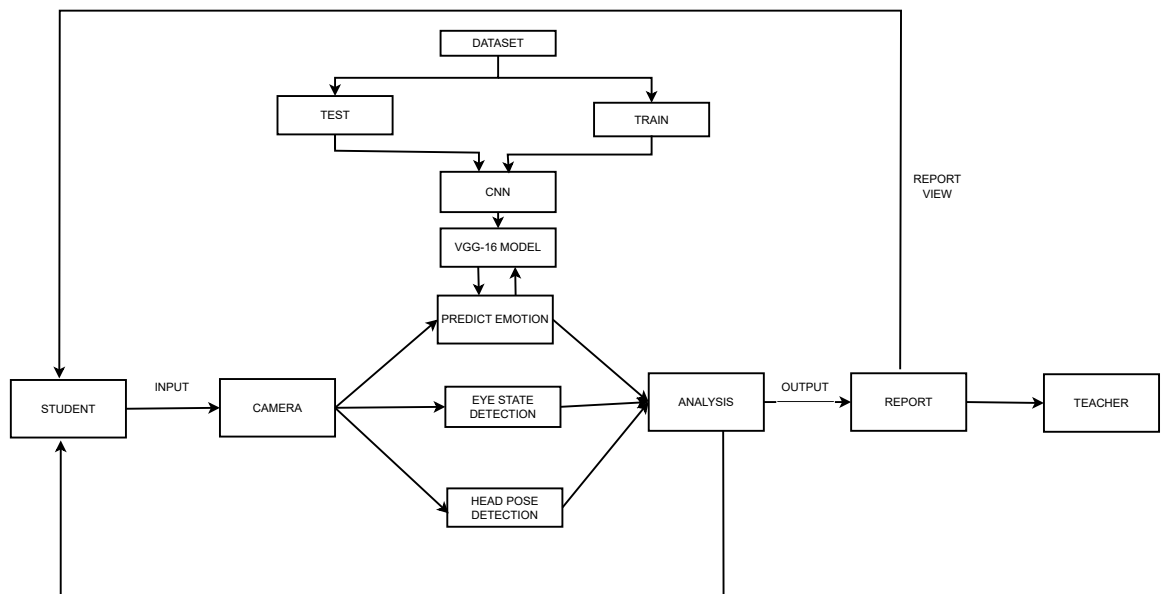 DATASET
TEST
TRAIN
CNN
REPORT
VIEW
VGG-16 MODEL
PREDICT EMOTION
INPUT
OUTPUT
STUDENT
CAMERA
EYE STATE
DETECTION
ANALYSIS
REPORT
TEACHER
HEAD POSE
DETECTION